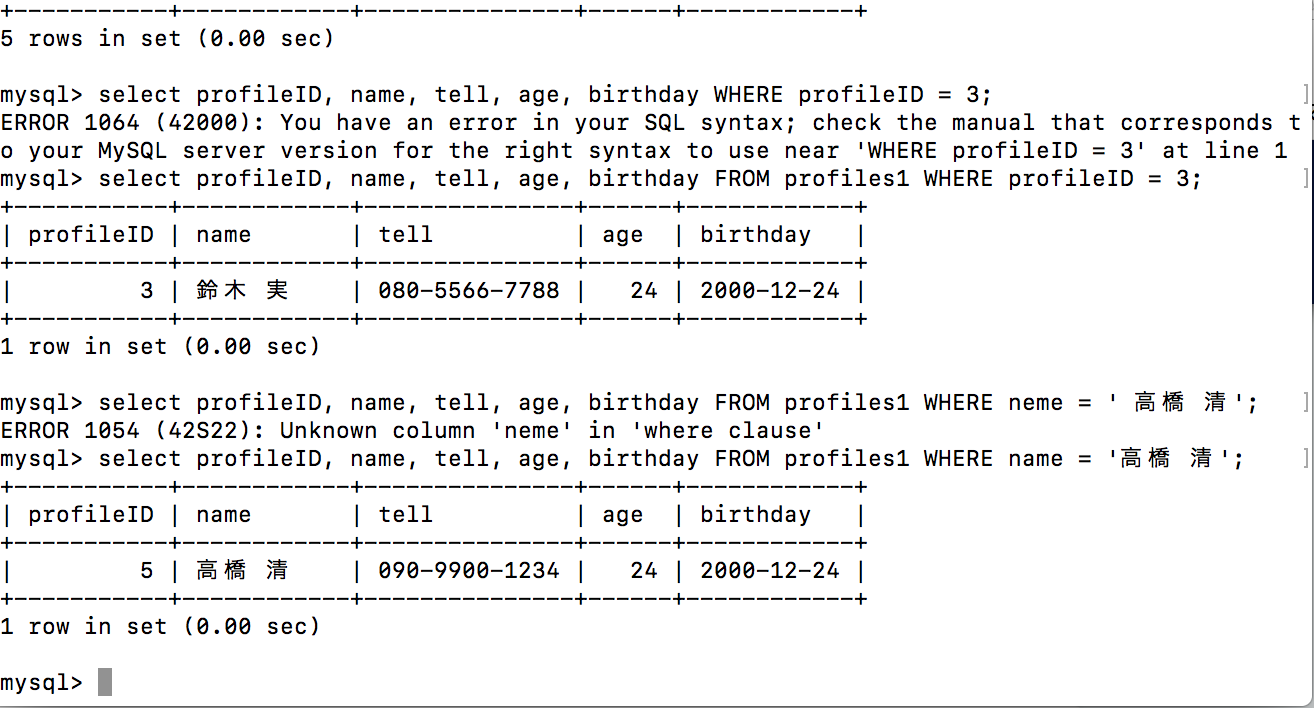 +-----------+------------+---------------+------+------------+
5 rows in set (0.00 sec)
mysql> select profileID, name, tell, age, birthday WHERE profileID = 3;
ERROR 1064 (42000): You have an error in your SQL syntax; check the manual that corresponds t
o your MySQL server version for the right syntax to use near 'WHERE profileID = 3' at line 1
mysql> select profileID, name, tell, age, birthday FROM profiles1 WHERE profileID = 3;
+-----------+------------+---------------+------+------------+
| profileID | name       | tell          | age  | birthday   |
+-----------+------------+---------------+------+------------+
|         3 | 鈴木 実    | 080-5566-7788 |   24 | 2000-12-24 |
+-----------+------------+---------------+------+------------+
1 row in set (0.00 sec)
mysql> select profileID, name, tell, age, birthday FROM profiles1 WHERE neme = ' 高橋 清';
ERROR 1054 (42S22): Unknown column 'neme' in 'where clause'
mysql> select profileID, name, tell, age, birthday FROM profiles1 WHERE name = '高橋 清';
+-----------+------------+---------------+------+------------+
| profileID | name       | tell          | age  | birthday   |
+-----------+------------+---------------+------+------------+
|         5 | 高橋 清    | 090-9900-1234 |   24 | 2000-12-24 |
+-----------+------------+---------------+------+------------+
1 row in set (0.00 sec)
mysql>